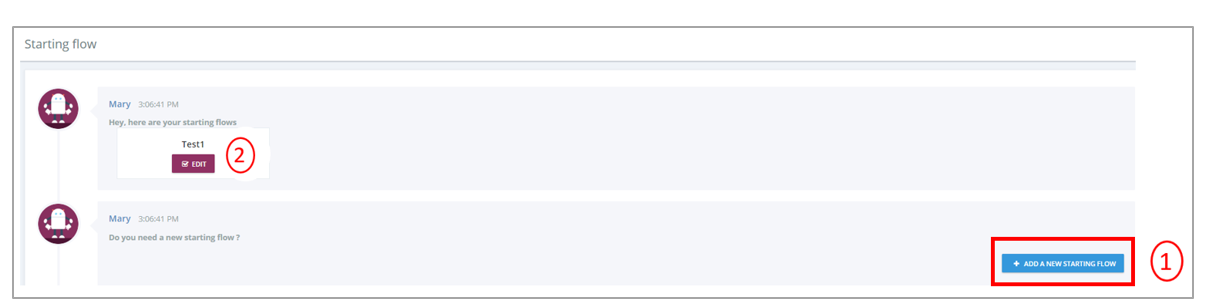 Starting flow
Mary 3:06:41 PM
Hey, here are your starting flows
Test1
EDIT
2
Mary 3:06:41 PM
Do you need a new starting flow ?
+ ADD A NEW STARTING FLOW
1